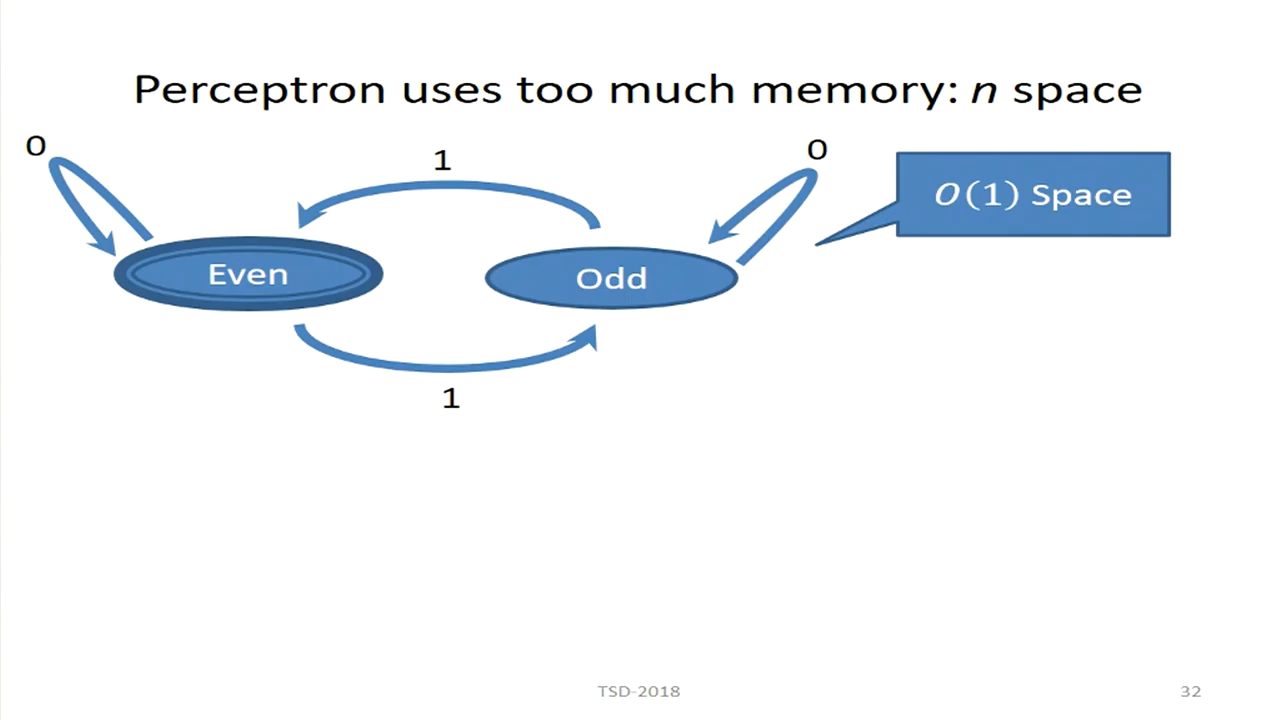 Perceptron uses too much memory: n space
0
1
0
O(1) Space
Even
Odd
1
TSD-2018
32